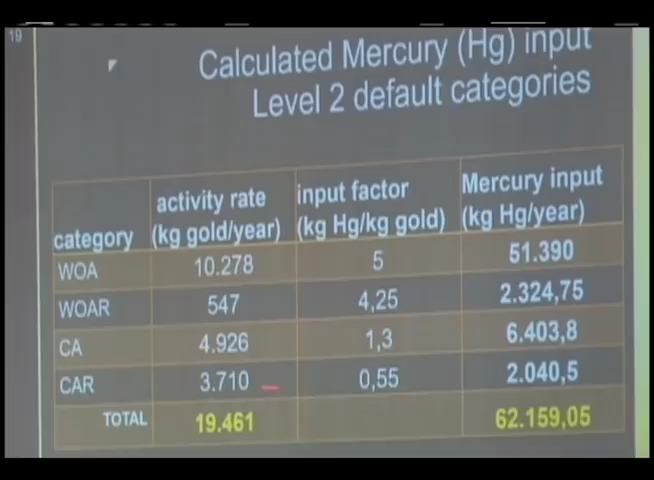 19
Calculated Mercury (Hg) input
Level 2 default categories
category activity rate (kg gold/year) input factor (kg Hg/kg gold) Mercury input (kg Hg/year)
WOA 10.278 5 51.390
WOAR 547 4,25 2.324,75
CA 4.926 1,3 6.403,8
CAR 3.710 0,55 2.040,5
TOTAL 19.461 62.159,05